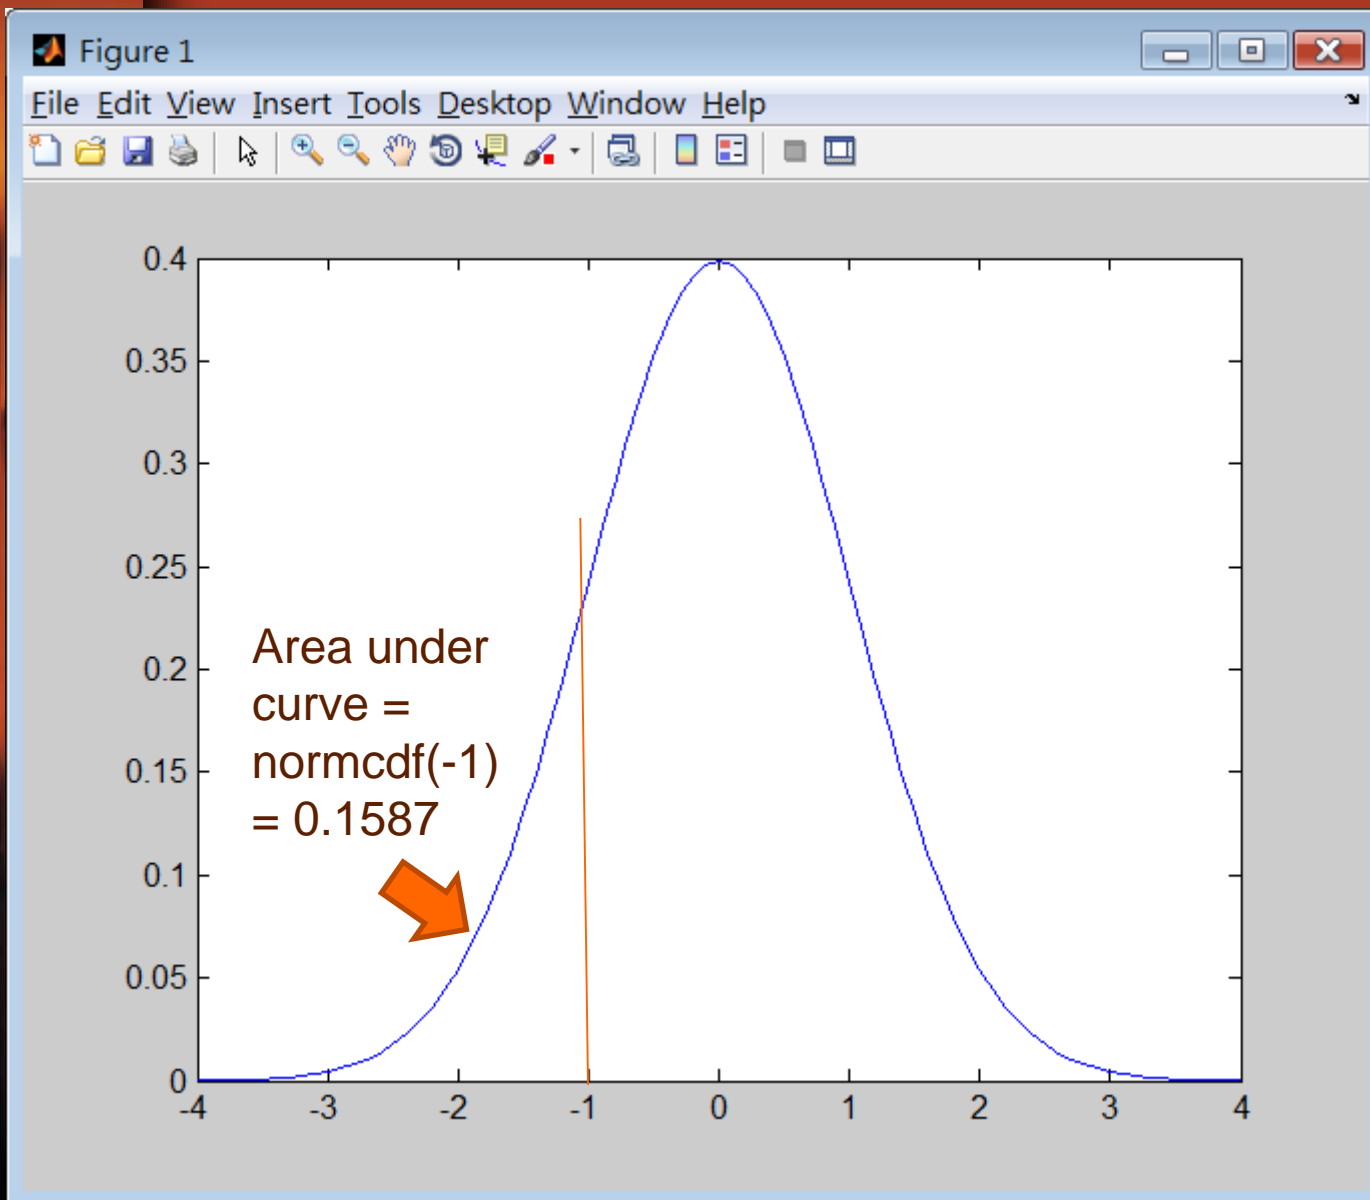 Figure 1
File Edit View Insert Tools Desktop Window Help
0.4
0.35
0.3
0.25
0.2
0.15
0.1
0.05
0
Area under
curve =
normcdf(-1)
= 0.1587
-4 -3 -2 -1 0 1 2 3 4